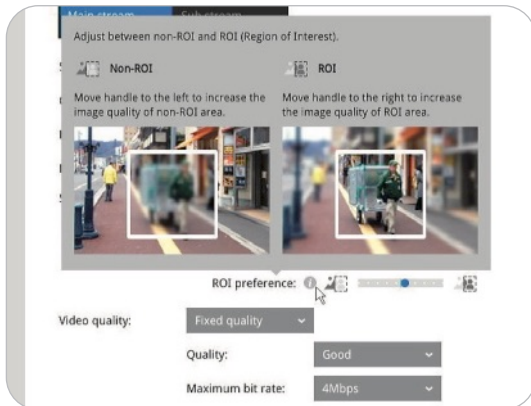 Main stream Sub stream
Adjust between non-ROI and ROI (Region of Interest).
Non-ROI ROI
Move handle to the left to increase the
image quality of non-ROI area.
Move handle to the right to increase
the image quality of ROI area.
ROI preference:
Video quality: Fixed quality
Quality: Good
Maximum bit rate: 4Mbps